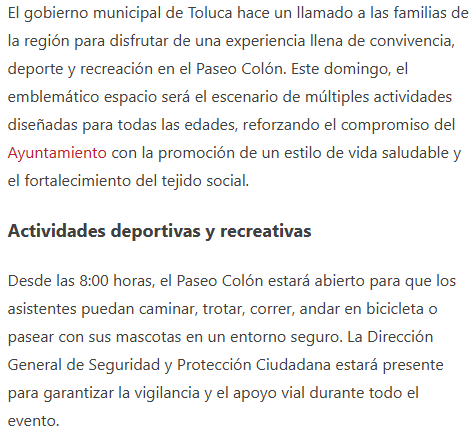 El gobierno municipal de Toluca hace un llamado a las familias de
la región para disfrutar de una experiencia llena de convivencia,
deporte y recreación en el Paseo Colón. Este domingo, el
emblemático espacio será el escenario de múltiples actividades
diseñadas para todas las edades, reforzando el compromiso del
Ayuntamiento con la promoción de un estilo de vida saludable y
el fortalecimiento del tejido social.
Actividades deportivas y recreativas
Desde las 8:00 horas, el Paseo Colón estará abierto para que los
asistentes puedan caminar, trotar, correr, andar en bicicleta o
pasear con sus mascotas en un entorno seguro. La Dirección
General de Seguridad y Protección Ciudadana estará presente
para garantizar la vigilancia y el apoyo vial durante todo el
evento.